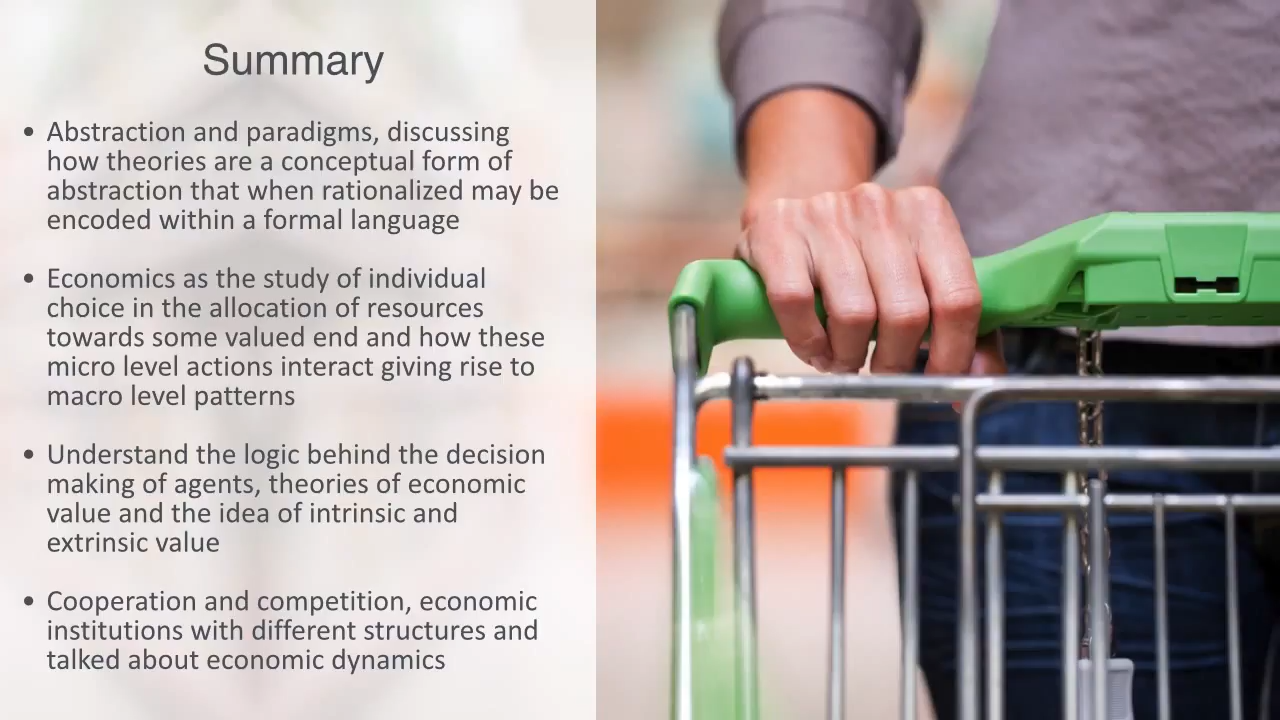 Summary
• Abstraction and paradigms, discussing
how theories are a conceptual form of
abstraction that when rationalized may be
encoded within a formal language
• Economics as the study of individual
choice in the allocation of resources
towards some valued end and how these
micro level actions interact giving rise to
macro level patterns
• Understand the logic behind the decision
making of agents, theories of economic
value and the idea of intrinsic and
extrinsic value
• Cooperation and competition, economic
institutions with different structures and
talked about economic dynamics